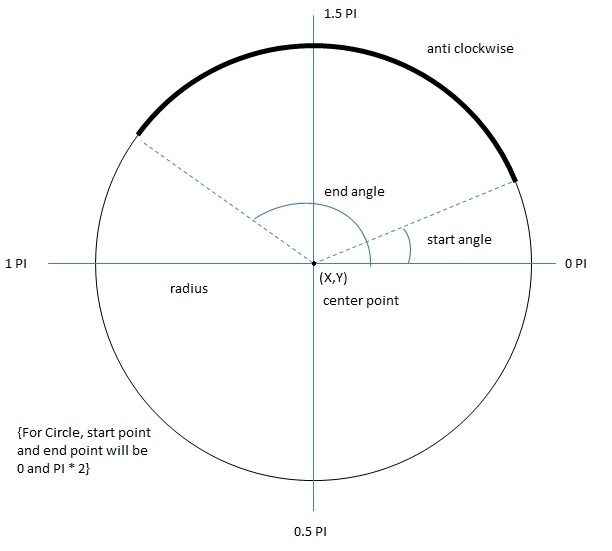 1.5 PI
anti clockwise
end angle
start angle
1 PI
0 PI
(X,Y)
radius
center point
{For Circle, start point
and end point will be
0 and PI * 2}
0.5 PI